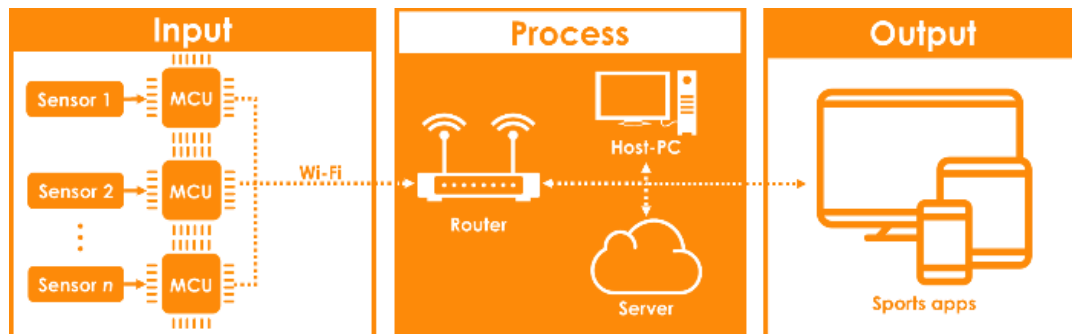 Input
Sensor 1
MCU
Sensor 2
MCU
Sensor n
MCU
Wi-Fi
Process
Host-PC
Router
Server
Output
Sports apps